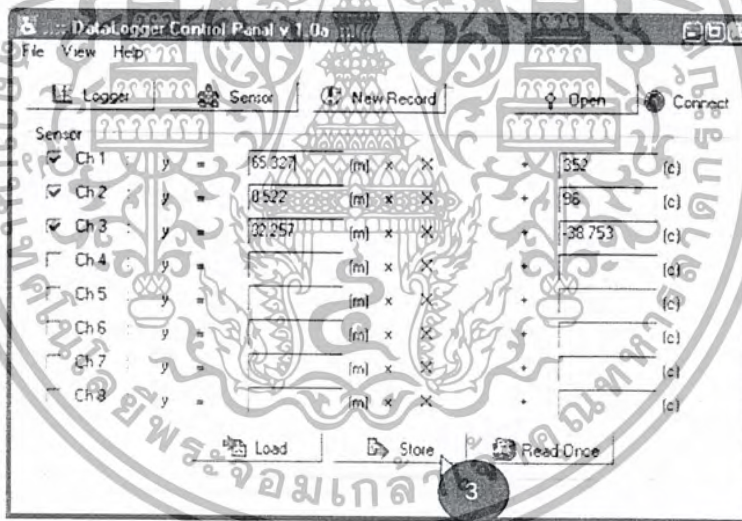 ..:: DataLogger Control Panal v 1.0a ::..
File View Help
Logger Sensor New Record Open Connect
Sensor
Ch 1 : y = 65.327 (m) x X + 352 (c)
Ch 2 : y = 0.522 (m) x X + 96 (c)
Ch 3 : y = 32.257 (m) x X + -38.753 (c)
Ch 4 : y = (m) x X + (c)
Ch 5 : y = (m) x X + (c)
Ch 6 : y = (m) x X + (c)
Ch 7 : y = (m) x X + (c)
Ch 8 : y = (m) x X + (c)
Load Store Read Once
3